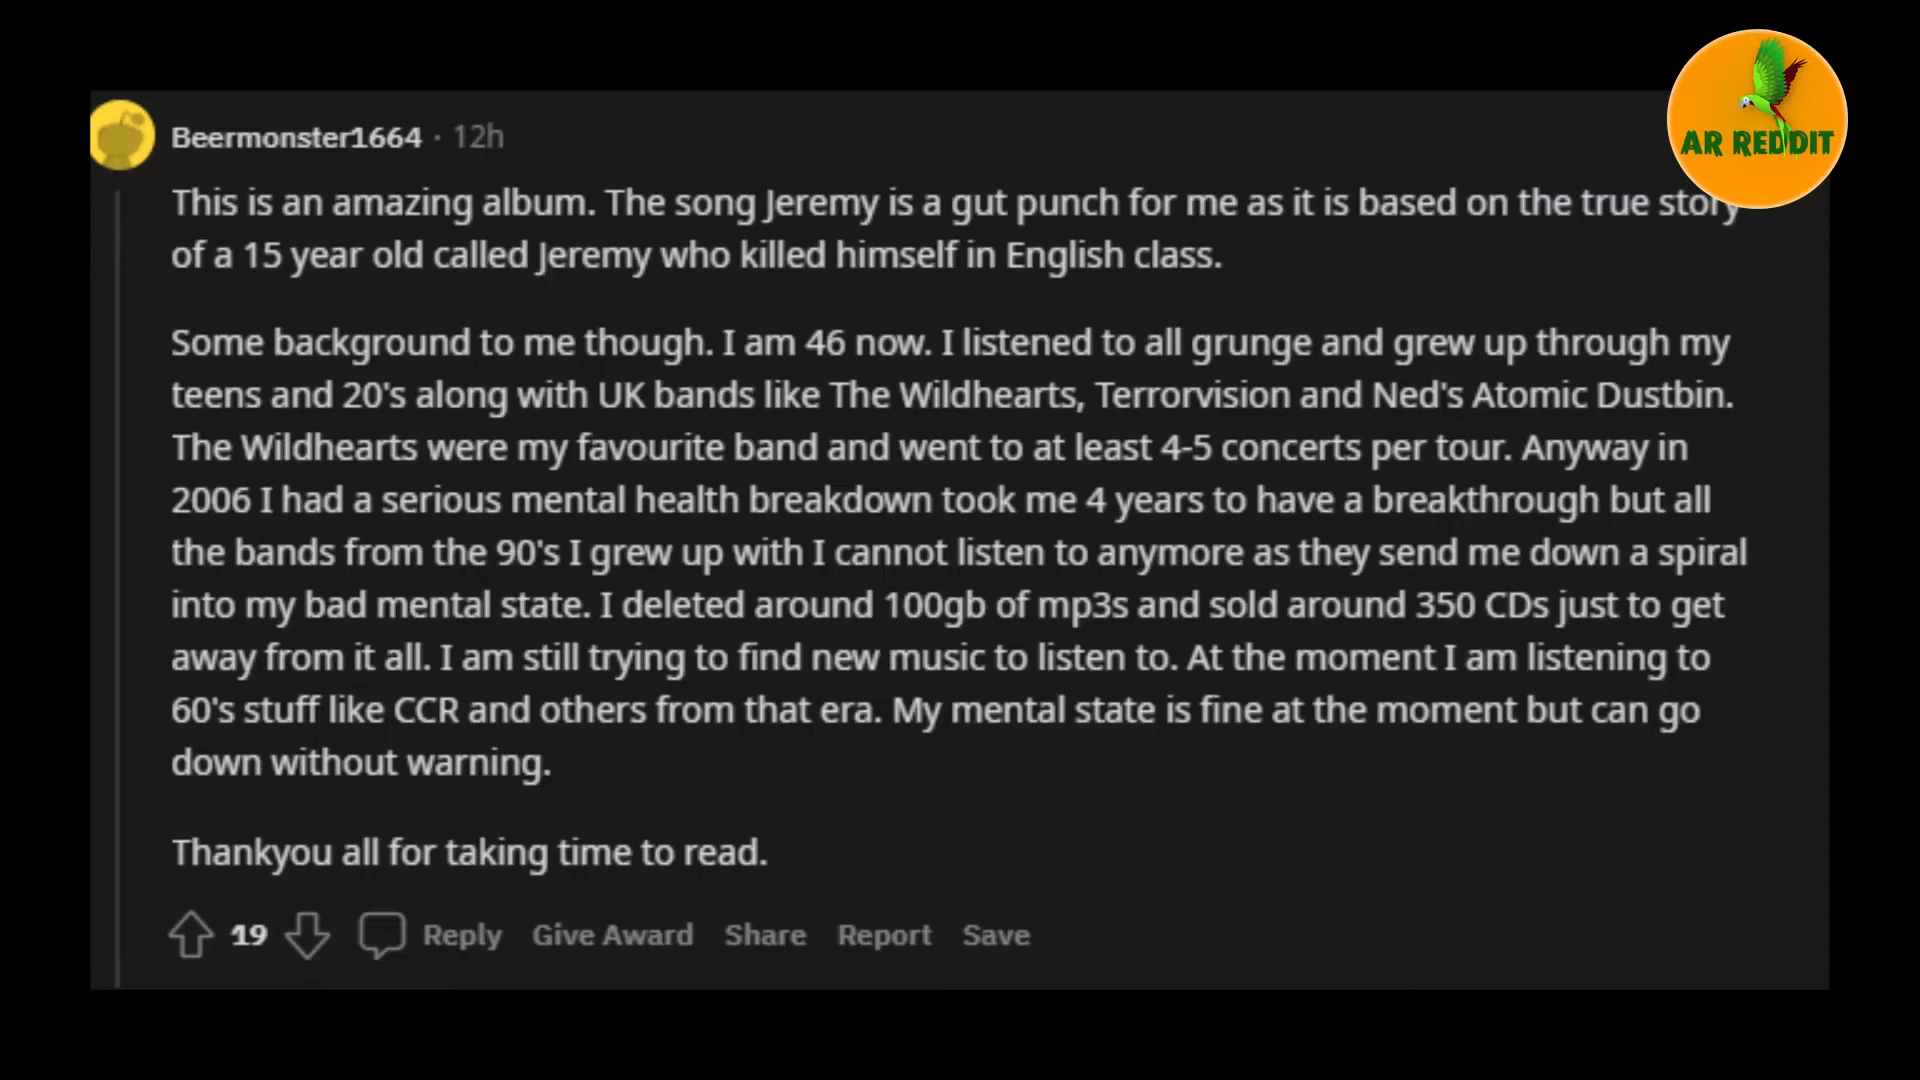 AR REDDIT
Beermonster1664 · 12h
This is an amazing album. The song Jeremy is a gut punch for me as it is based on the true story
of a 15 year old called Jeremy who killed himself in English class.
Some background to me though. I am 46 now. I listened to all grunge and grew up through my
teens and 20's along with UK bands like The Wildhearts, Terrorvision and Ned's Atomic Dustbin.
The Wildhearts were my favourite band and went to at least 4-5 concerts per tour. Anyway in
2006 I had a serious mental health breakdown took me 4 years to have a breakthrough but all
the bands from the 90's I grew up with I cannot listen to anymore as they send me down a spiral
into my bad mental state. I deleted around 100gb of mp3s and sold around 350 CDs just to get
away from it all. I am still trying to find new music to listen to. At the moment I am listening to
60's stuff like CCR and others from that era. My mental state is fine at the moment but can go
down without warning.
Thankyou all for taking time to read.
19 Reply Give Award Share Report Save